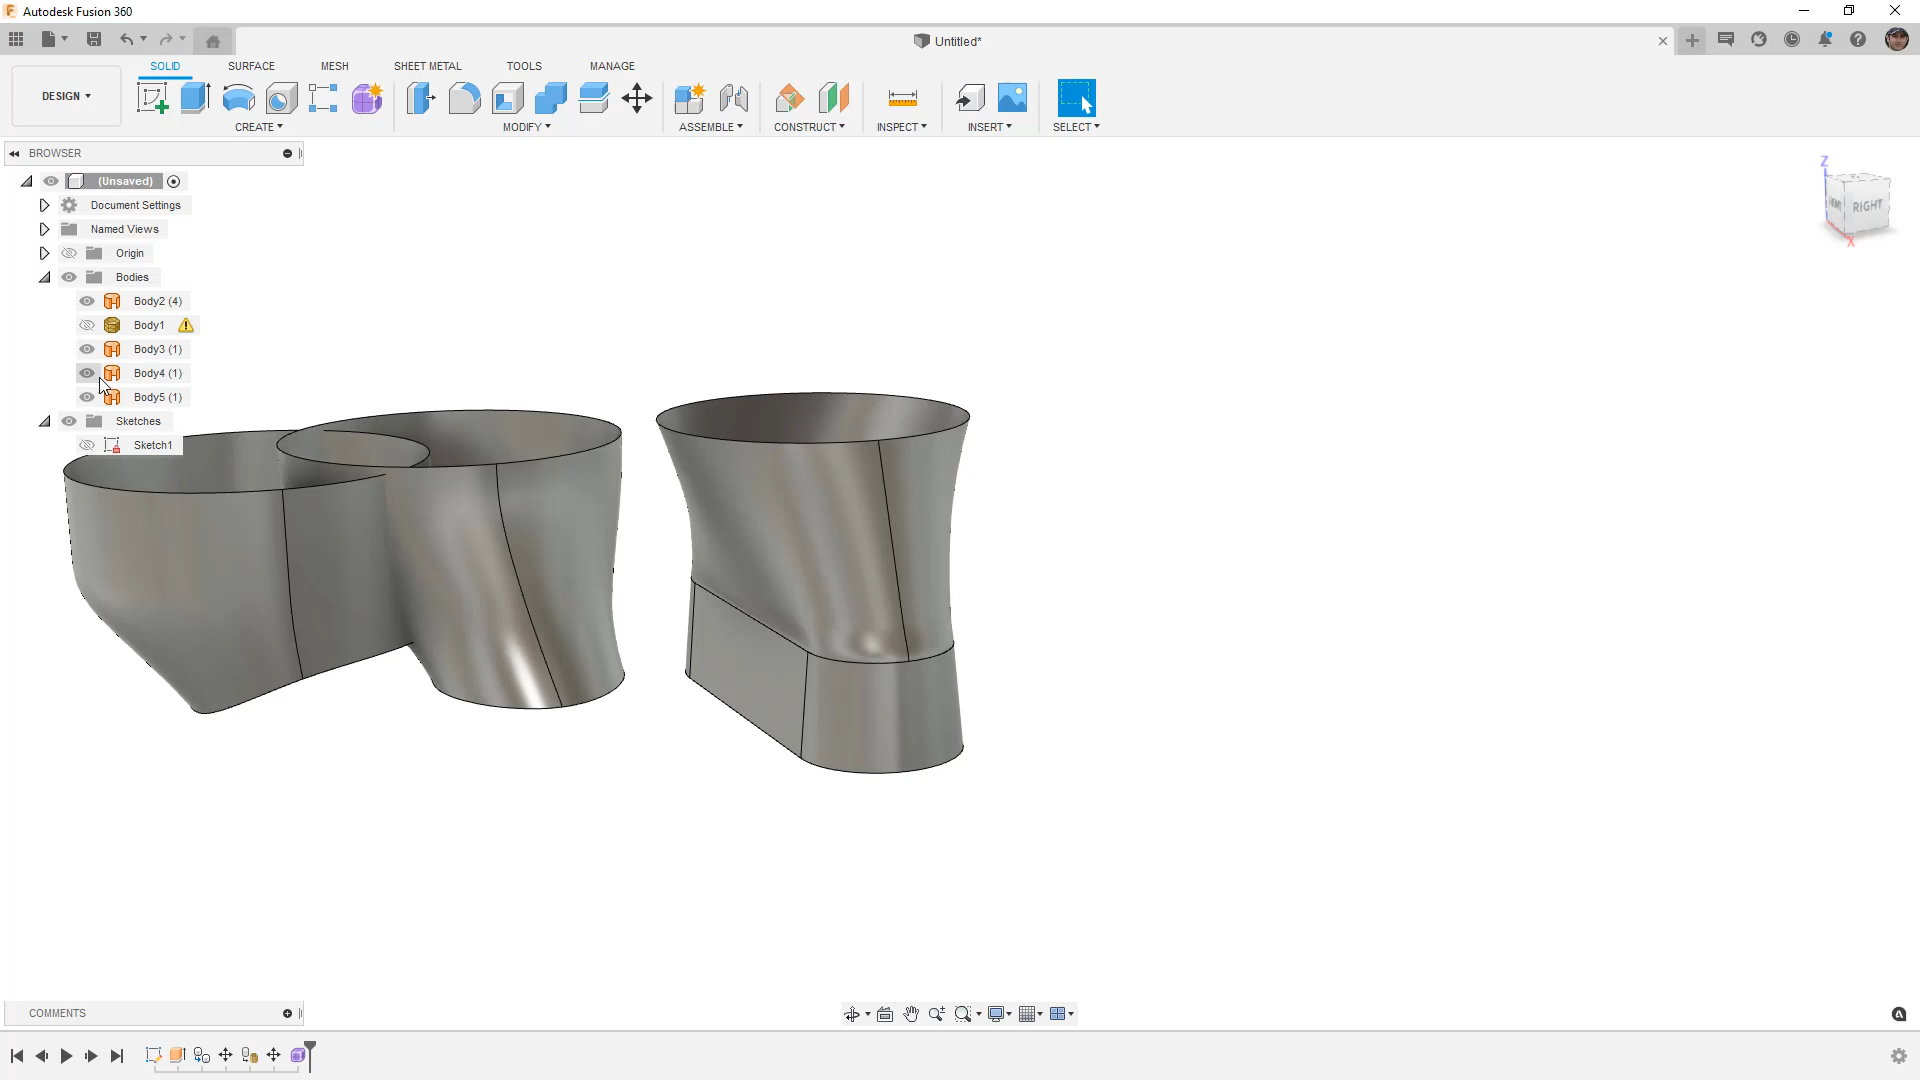 Autodesk Fusion 360
Untitled*
DESIGN
SOLID
SURFACE
MESH
SHEET METAL
TOOLS
MANAGE
CREATE
MODIFY
ASSEMBLE
CONSTRUCT
INSPECT
INSERT
SELECT
BROWSER
(Unsaved)
Document Settings
Named Views
Origin
Bodies
Body2 (4)
Body1
Body3 (1)
Body4 (1)
Body5 (1)
Sketches
Sketch1
Z
RIGHT
X
COMMENTS